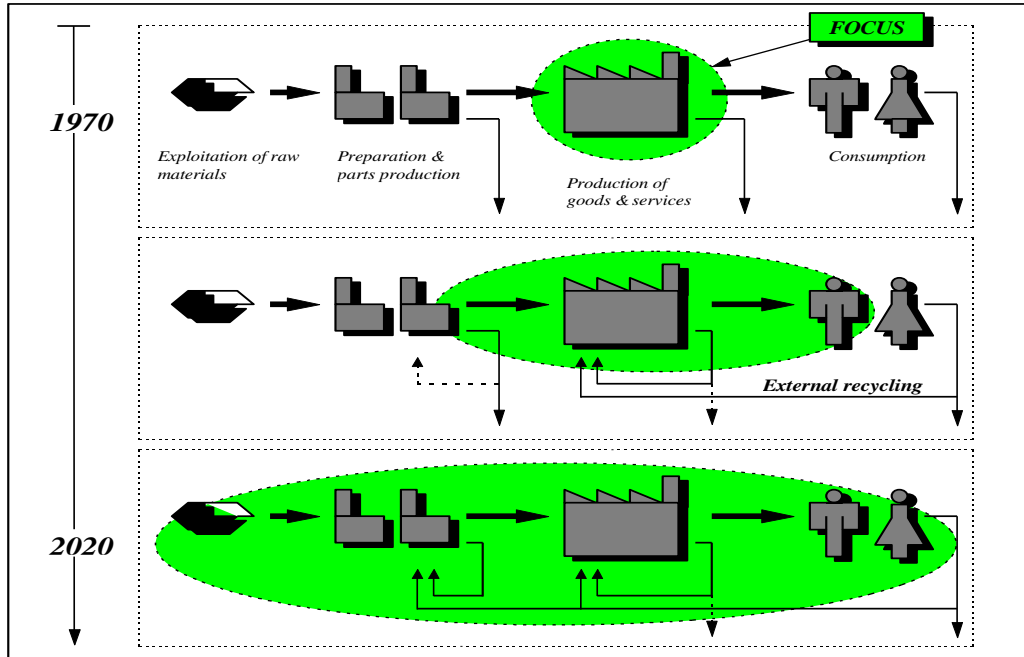 FOCUS
1970
Exploitation of raw
materials
Preparation &
parts production
Production of
goods & services
Consumption
External recycling
2020